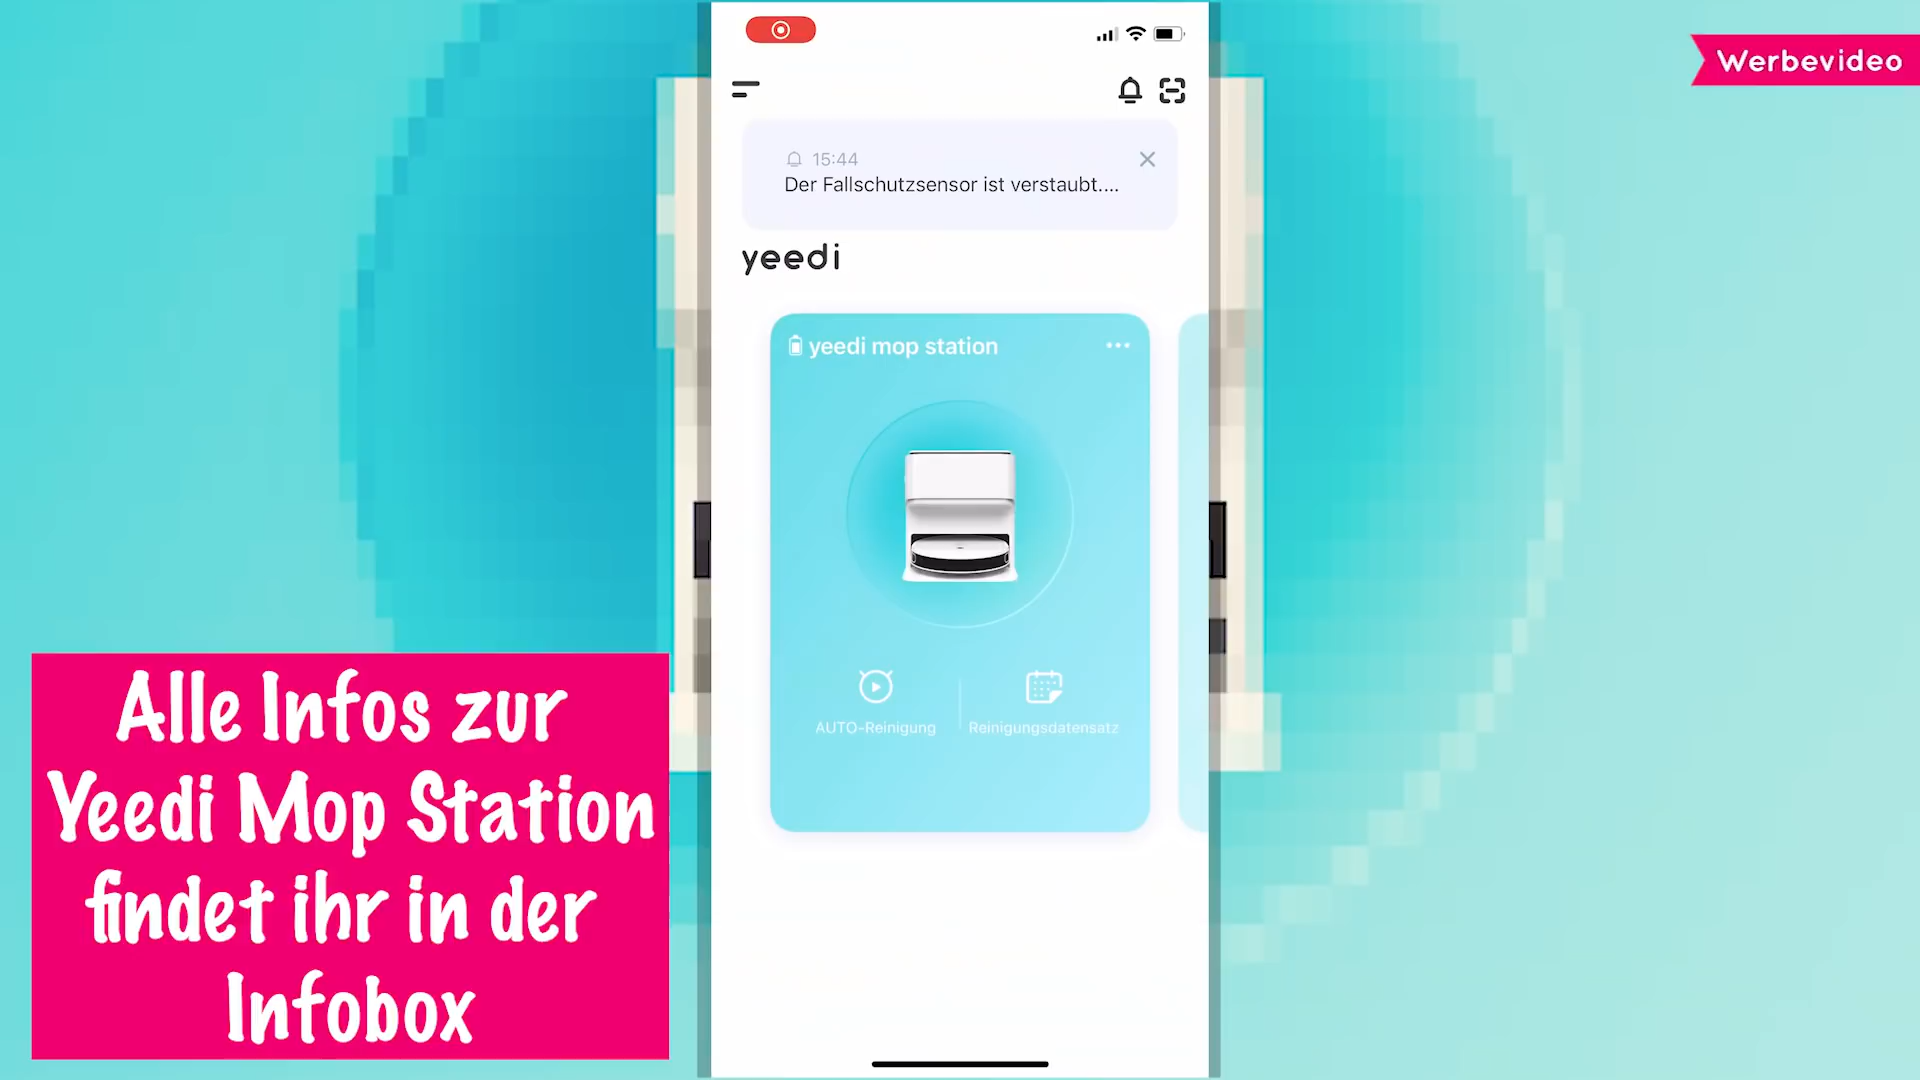 Werbevideo
15:44
Der Fallschutzsensor ist verstaubt....
yeedi
yeedi mop station
AUTO-Reinigung
Reinigungsdatensatz
Alle Infos zur
Yeedi Mop Station
findet ihr in der
Infobox